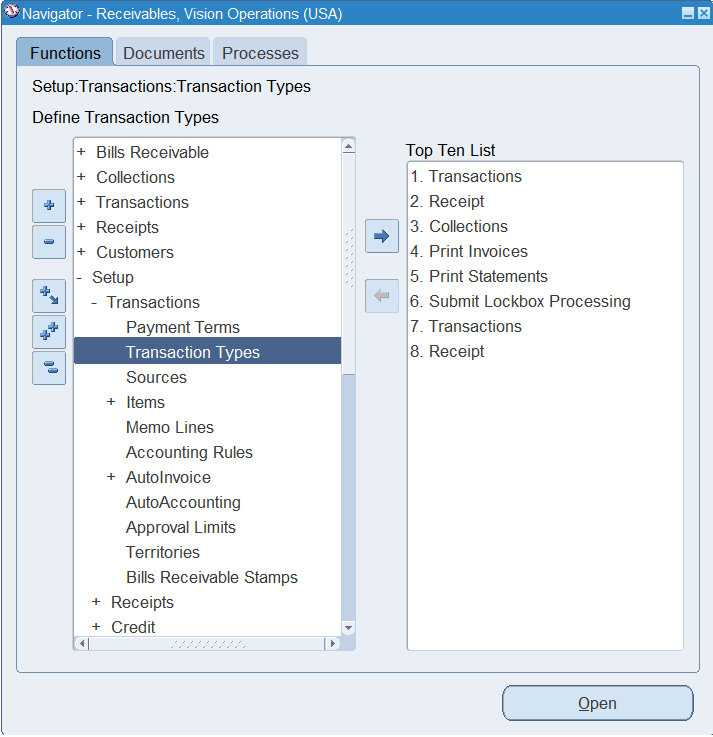 Navigator - Receivables, Vision Operations (USA)
Functions Documents Processes
Setup:Transactions:Transaction Types
Define Transaction Types
+ Bills Receivable
+ Collections
+ Transactions
+ Receipts
+ Customers
- Setup
- Transactions
Payment Terms
Transaction Types
Sources
+ Items
Memo Lines
Accounting Rules
+ AutoInvoice
AutoAccounting
Approval Limits
Territories
Bills Receivable Stamps
+ Receipts
+ Credit
Top Ten List
1. Transactions
2. Receipt
3. Collections
4. Print Invoices
5. Print Statements
6. Submit Lockbox Processing
7. Transactions
8. Receipt
Open